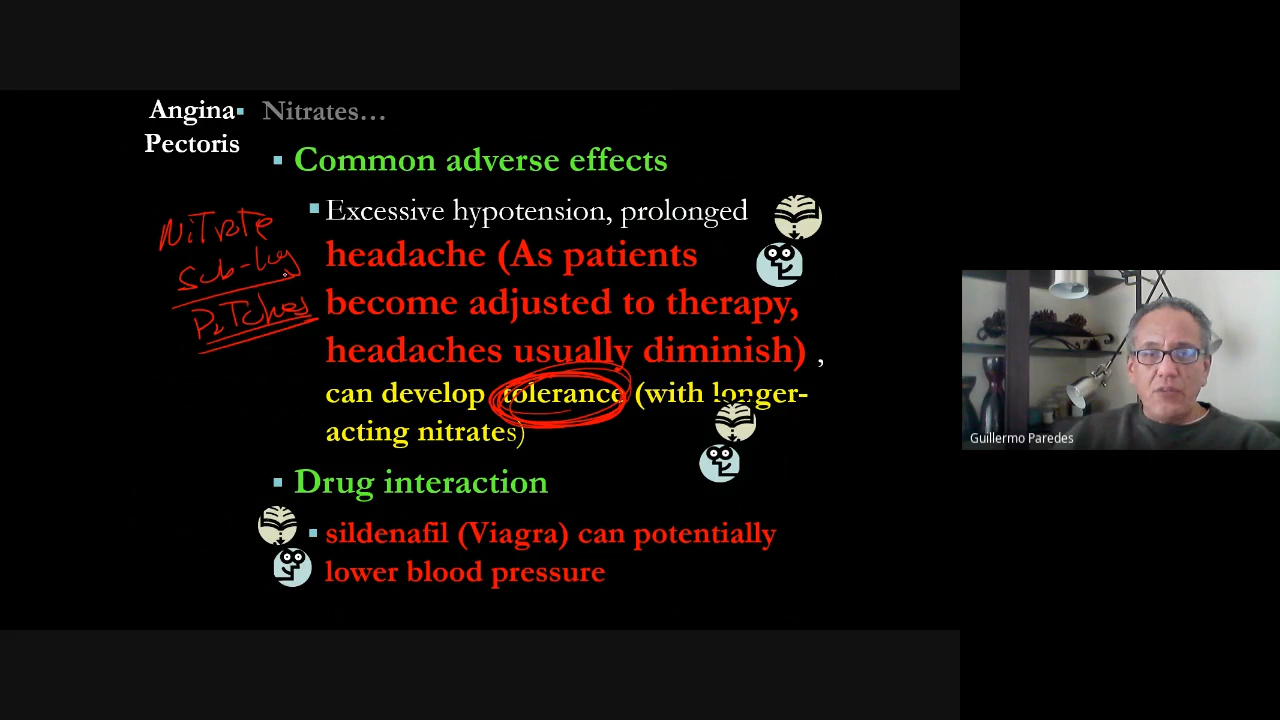 Angina
Pectoris
Nitrates…
Common adverse effects
Excessive hypotension, prolonged
headache (As patients
become adjusted to therapy,
headaches usually diminish) ,
can develop tolerance (with longer-
acting nitrates)
Drug interaction
sildenafil (Viagra) can potentially
lower blood pressure
NiTRATe
Patches
Guillermo Paredes